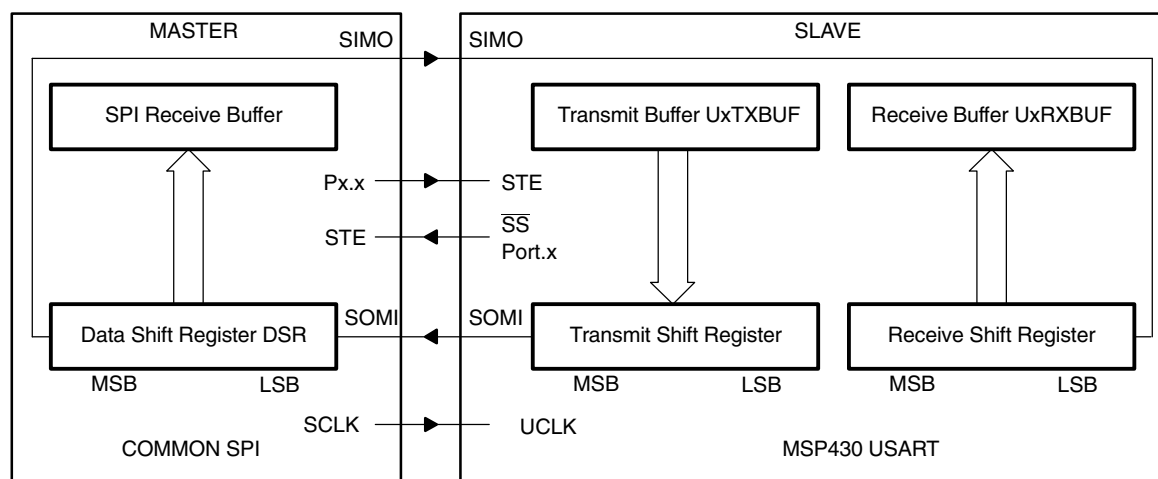 MASTER
SIMO
SPI Receive Buffer
Px.x
STE
SOMI
Data Shift Register DSR
MSB LSB
SCLK
COMMON SPI
SLAVE
SIMO
Transmit Buffer UxTXBUF
Receive Buffer UxRXBUF
STE
SS
Port.x
SOMI
Transmit Shift Register
Receive Shift Register
MSB LSB
MSB LSB
UCLK
MSP430 USART